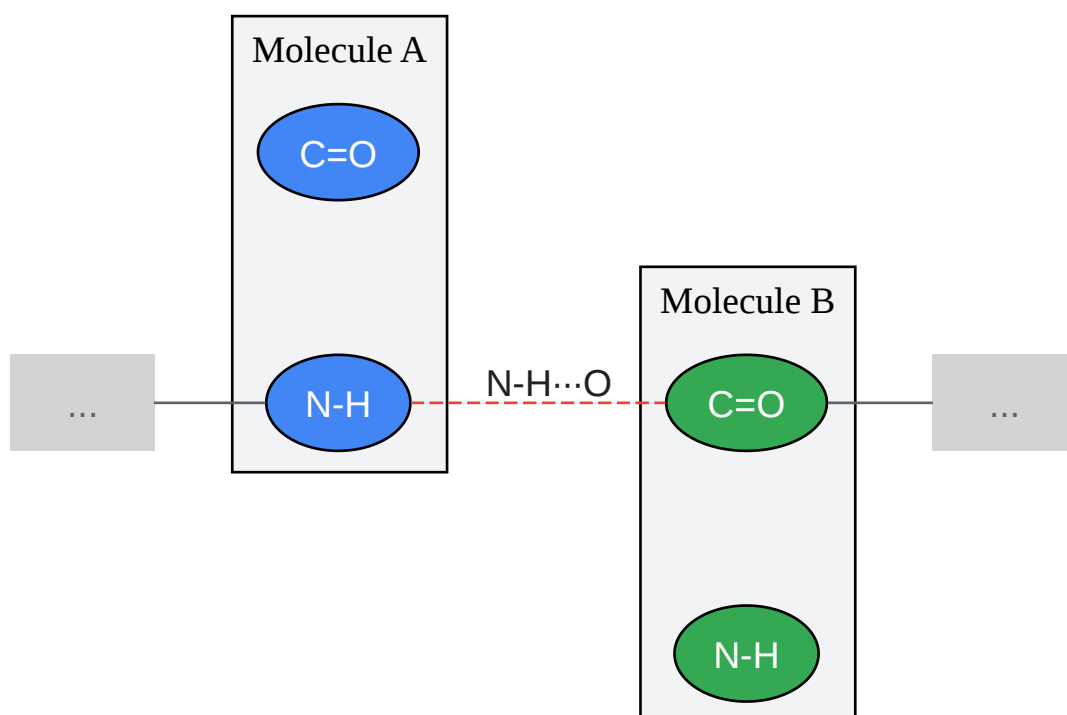 Molecule A
C=O
Molecule B
...
N-H
N-H···O
C=O
...
N-H